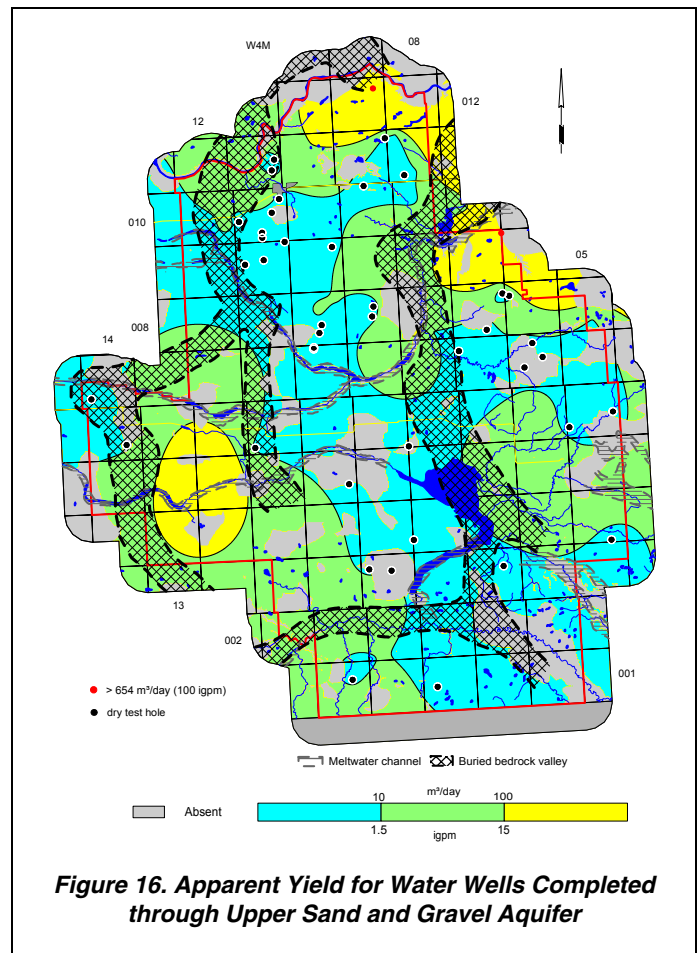 W4M
08
012
12
010
05
14
008
13
002
001
> 654 m³/day (100 igpm)
dry test hole
Meltwater channel
Buried bedrock valley
Absent
10
m³/day
100
1.5
igpm
15
Figure 16. Apparent Yield for Water Wells Completed
through Upper Sand and Gravel Aquifer